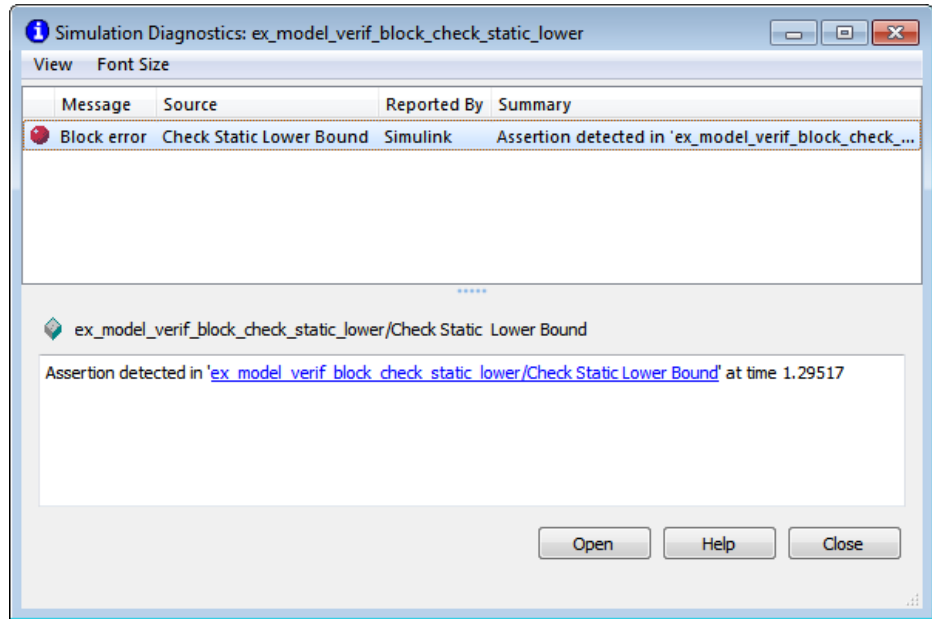 Simulation Diagnostics: ex_model_verif_block_check_static_lower
View Font Size
Message Source Reported By Summary
Block error Check Static Lower Bound Simulink Assertion detected in 'ex_model_verif_block_check_...
ex_model_verif_block_check_static_lower/Check Static Lower Bound
Assertion detected in 'ex_model_verif_block_check_static_lower/Check Static Lower Bound' at time 1.29517
Open Help Close